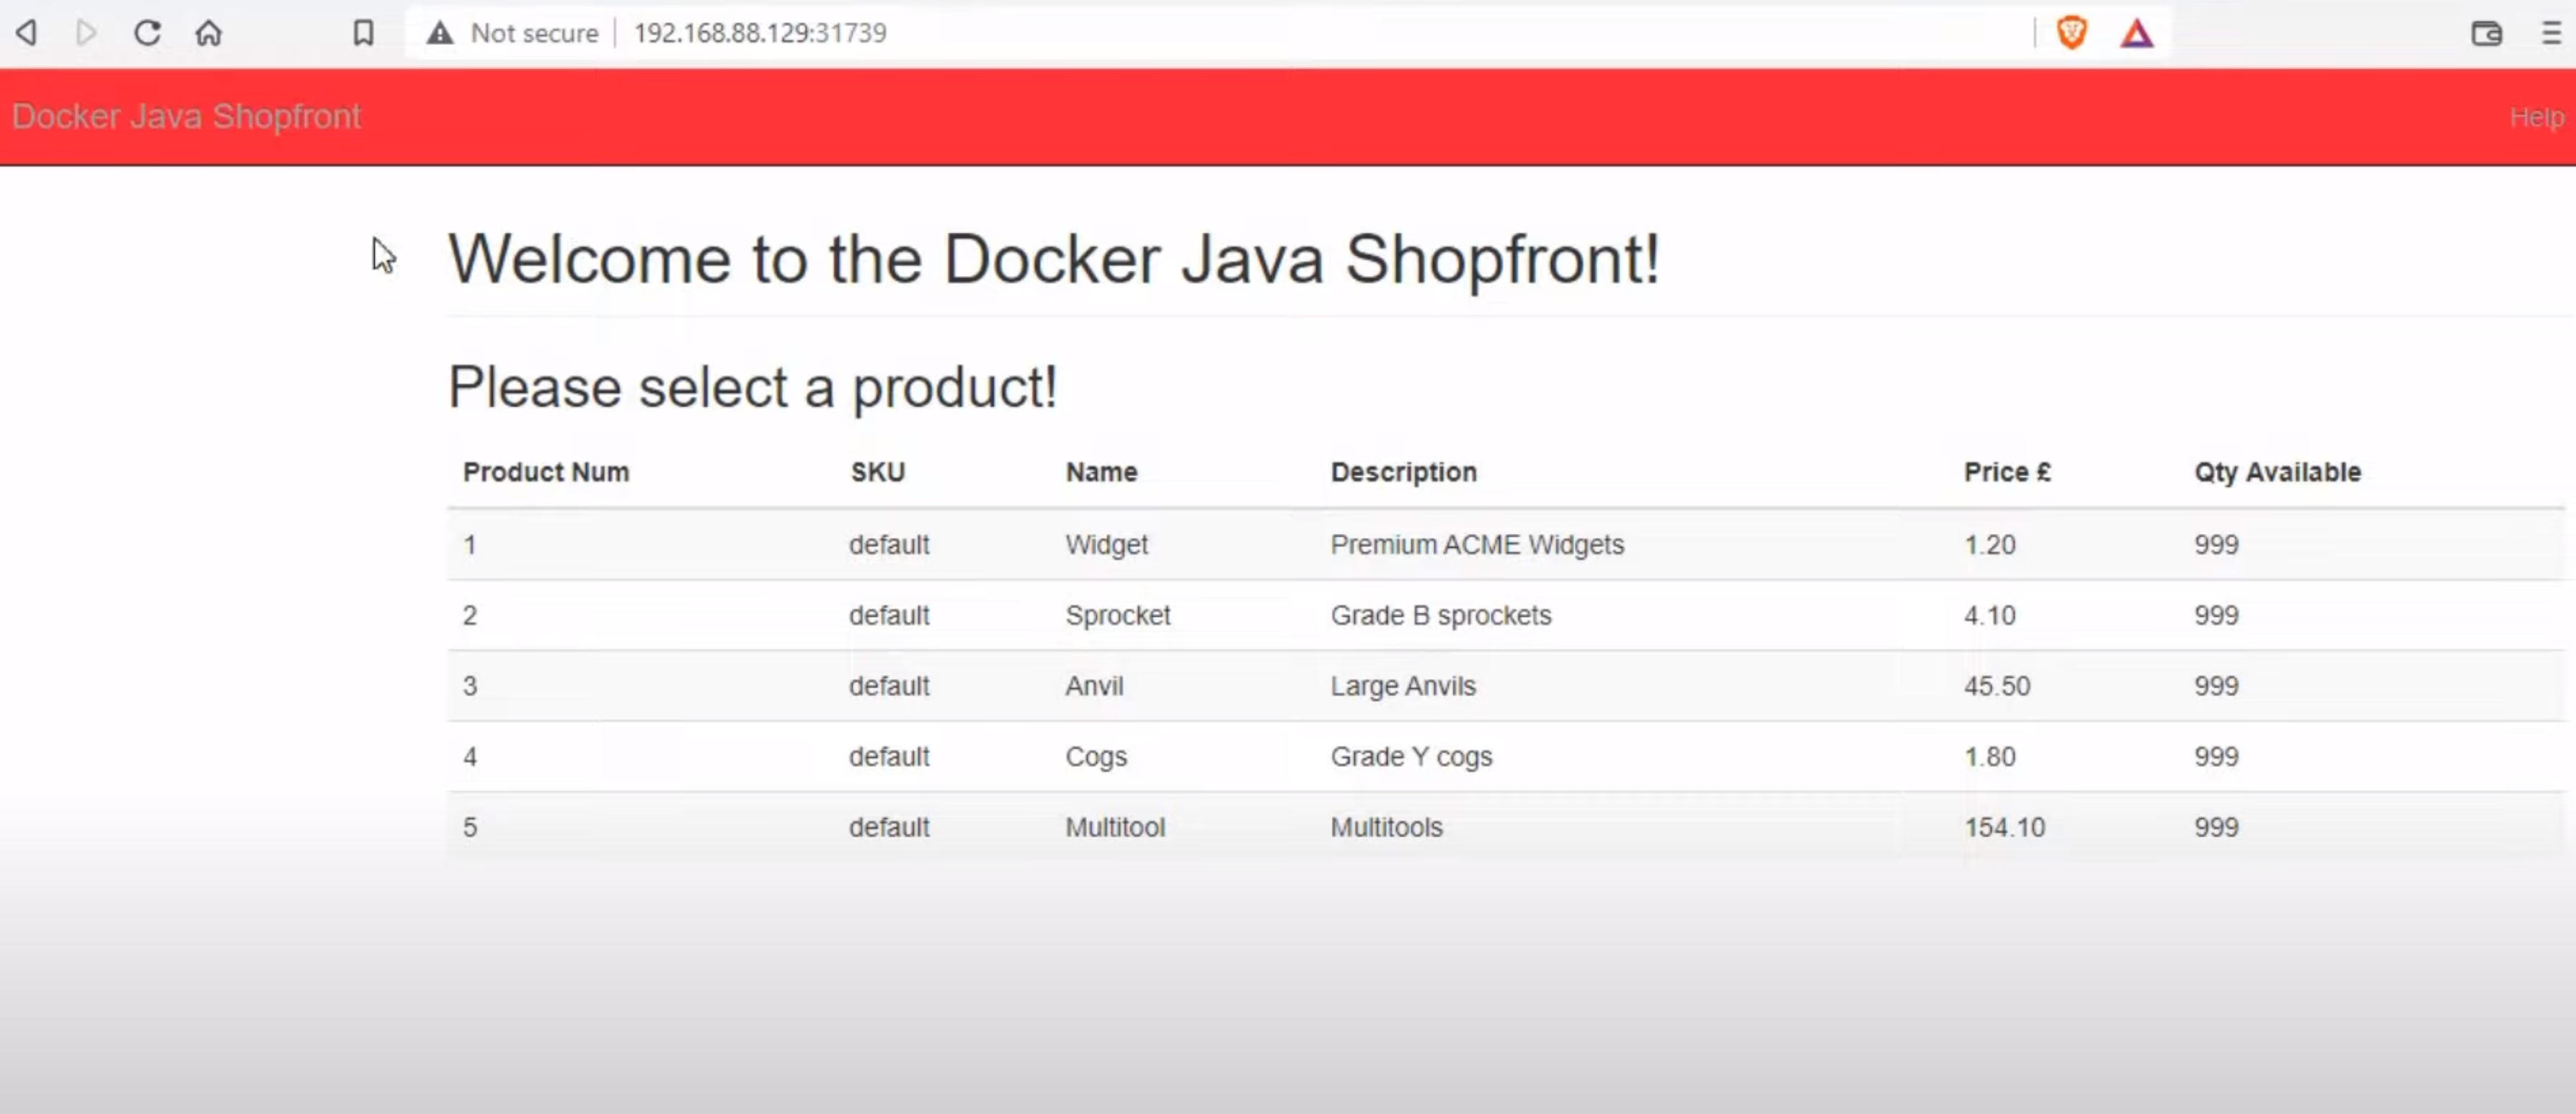 Not secure 192.168.88.129:31739
Docker Java Shopfront Help
Welcome to the Docker Java Shopfront!
Please select a product!
Product Num SKU Name Description Price £ Qty Available
1 default Widget Premium ACME Widgets 1.20 999
2 default Sprocket Grade B sprockets 4.10 999
3 default Anvil Large Anvils 45.50 999
4 default Cogs Grade Y cogs 1.80 999
5 default Multitool Multitools 154.10 999